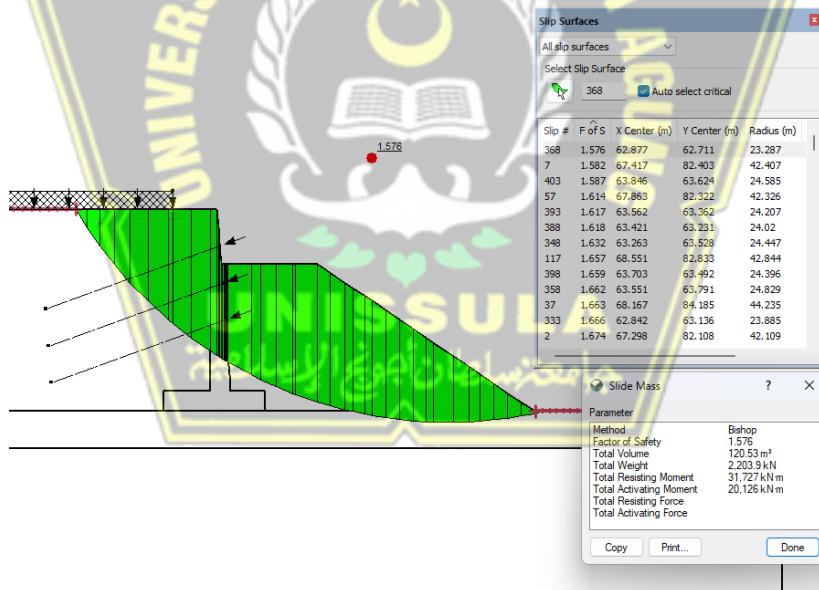 Slip Surfaces
All slip surfaces
Select Slip Surface
368 Auto select critical
Slip # F of S X Center (m) Y Center (m) Radius (m)
368 1.576 62.877 62.711 23.287
7 1.582 67.417 82.403 42.407
403 1.587 63.846 63.624 24.585
57 1.614 67.863 82.322 42.326
393 1.617 63.562 63.362 24.207
388 1.618 63.421 63.231 24.02
348 1.632 63.263 63.528 24.447
117 1.657 68.551 82.833 42.844
398 1.659 63.703 63.492 24.396
358 1.662 63.551 63.791 24.829
37 1.663 68.167 84.185 44.235
333 1.666 62.842 63.136 23.885
2 1.674 67.298 82.108 42.109
1.576
UNISSULA
جامعتسلطان أجونج الإسلامية
Slide Mass ?
Parameter
Method Bishop
Factor of Safety 1.576
Total Volume 120.53 m³
Total Weight 2,203.9 kN
Total Resisting Moment 31,727 kN·m
Total Activating Moment 20,126 kN·m
Total Resisting Force
Total Activating Force
Copy Print... Done